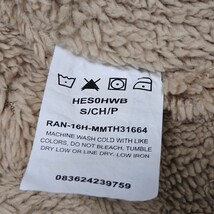 HES0HWB
S/CH/P
RAN-16H-MMTH31664
MACHINE WASH COLD WITH LIKE
COLORS, DO NOT BLEACH, TUMBLE
DRY LOW OR LINE DRY, LOW IRON
083624239759